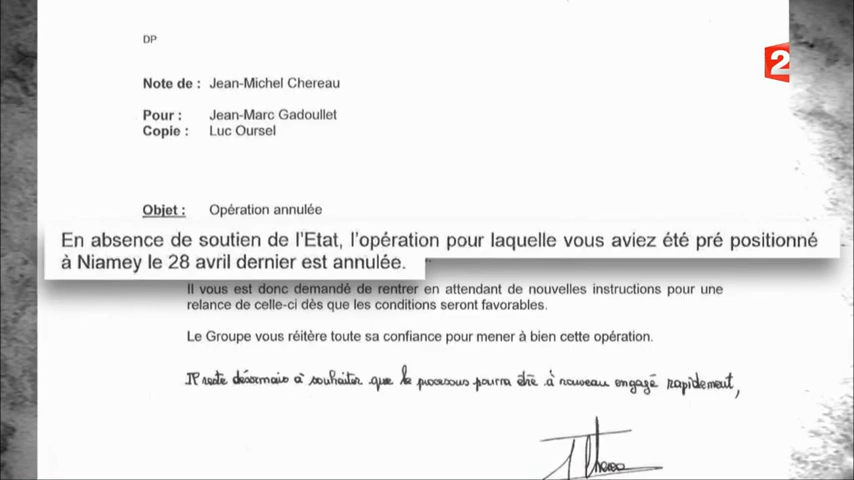 DP
2
Note de : Jean-Michel Chereau
Pour : Jean-Marc Gadoullet
Copie : Luc Oursel
Objet : Opération annulée
En absence de soutien de l'Etat, l'opération pour laquelle vous aviez été pré positionné
à Niamey le 28 avril dernier est annulée.
Il vous est donc demandé de rentrer en attendant de nouvelles instructions pour une
relance de celle-ci dès que les conditions seront favorables.
Le Groupe vous réitère toute sa confiance pour mener à bien cette opération.
Il reste désormais à souhaiter que le processus pourra être à nouveau engagé rapidement,